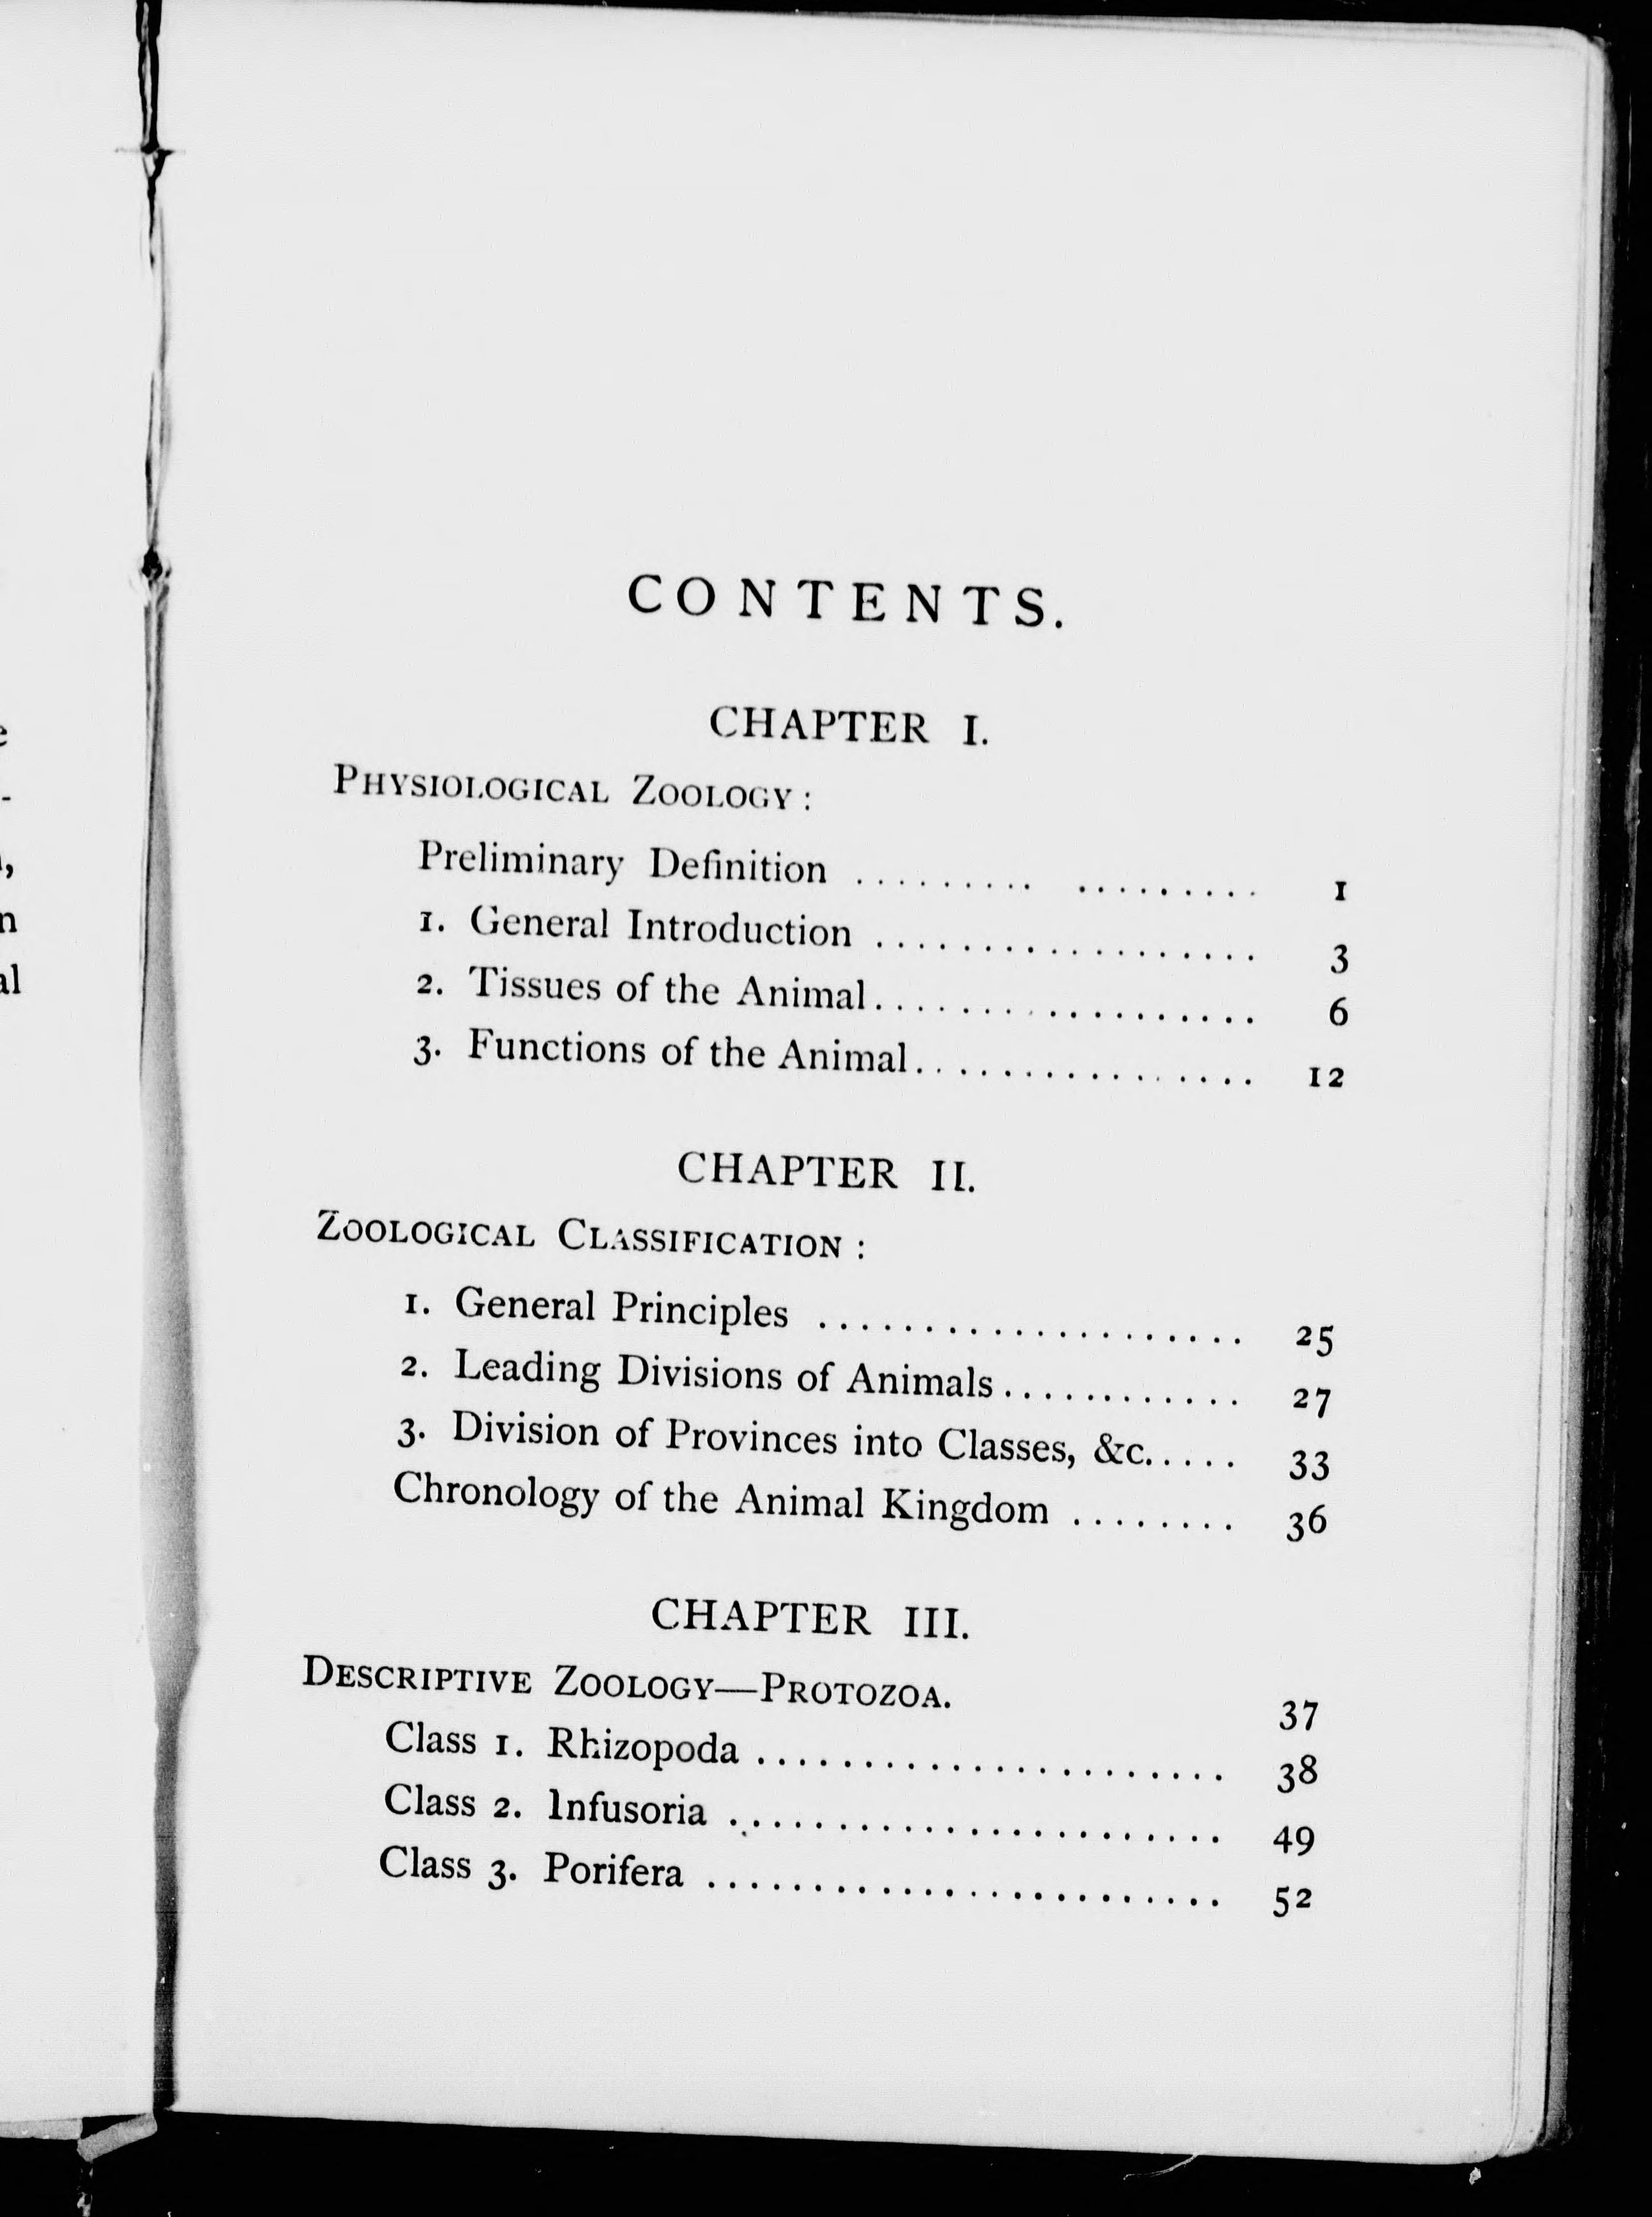 CONTENTS.
CHAPTER I.
PHYSIOLOGICAL ZOOLOGY:
Preliminary Definition ......... ......... 1
1. General Introduction .................. 3
2. Tissues of the Animal.................. 6
3. Functions of the Animal................ 12
CHAPTER II.
ZOOLOGICAL CLASSIFICATION:
1. General Principles .................... 25
2. Leading Divisions of Animals............ 27
3. Division of Provinces into Classes, &c..... 33
Chronology of the Animal Kingdom ........ 36
CHAPTER III.
DESCRIPTIVE ZOOLOGY—PROTOZOA. 37
Class 1. Rhizopoda ...................... 38
Class 2. Infusoria ....................... 49
Class 3. Porifera ........................ 52